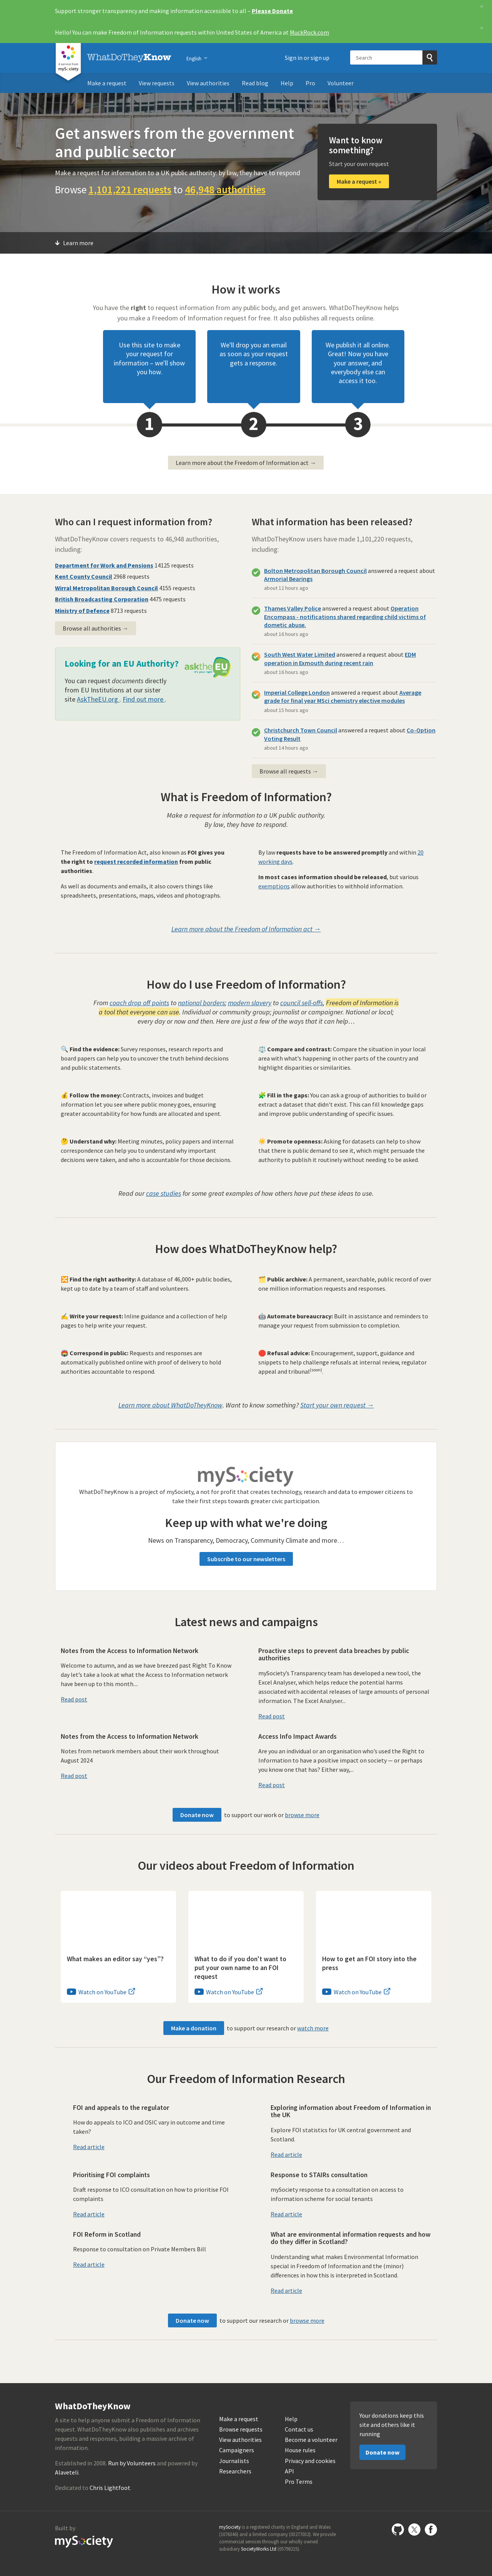 Support stronger transparency and making information accessible to all – Please Donate
×
Hello! You can make Freedom of Information requests within United States of America at MuckRock.com
×
a mySociety site
WhatDoTheyKnow
English
Sign in or sign up
Search
Make a request
View requests
View authorities
Read blog
Help
Pro
Volunteer
Get answers from the government
and public sector
Make a request for information to a UK public authority: by law, they have to respond
Browse 1,101,221 requests to 46,948 authorities
Want to know
something?
Start your own request
Make a request »
Learn more
How it works
You have the right to request information from any public body, and get answers. WhatDoTheyKnow helps
you make a Freedom of Information request for free. It also publishes all requests online.
Use this site to make
your request for
information – we'll show
you how.
We'll drop you an email
as soon as your request
gets a response.
We publish it all online.
Great! Now you have
your answer, and
everybody else can
access it too.
1
2
3
Learn more about the Freedom of Information act →
Who can I request information from?
WhatDoTheyKnow covers requests to 46,948 authorities,
including:
Department for Work and Pensions 14125 requests
Kent County Council 2968 requests
Wirral Metropolitan Borough Council 4155 requests
British Broadcasting Corporation 4475 requests
Ministry of Defence 8713 requests
Browse all authorities →
Looking for an EU Authority?
You can request documents directly
from EU Institutions at our sister
site AskTheEU.org . Find out more .
asktheEU
it's your right
What information has been released?
WhatDoTheyKnow users have made 1,101,220 requests,
including:
Bolton Metropolitan Borough Council answered a request about
Armorial Bearings
about 12 hours ago
Thames Valley Police answered a request about Operation
Encompass - notifications shared regarding child victims of
dometic abuse.
about 18 hours ago
South West Water Limited answered a request about EDM
operation in Exmouth during recent rain
about 16 hours ago
Imperial College London answered a request about Average
grade for final year MSci chemistry elective modules
about 15 hours ago
Christchurch Town Council answered a request about Co-Option
Voting Result
about 14 hours ago
Browse all requests →
What is Freedom of Information?
Make a request for information to a UK public authority.
By law, they have to respond.
The Freedom of Information Act, also known as FOI gives you
the right to request recorded information from public
authorities.
As well as documents and emails, it also covers things like
spreadsheets, presentations, maps, videos and photographs.
By law requests have to be answered promptly and within 20
working days.
In most cases information should be released, but various
exemptions allow authorities to withhold information.
Learn more about the Freedom of Information act →
How do I use Freedom of Information?
From coach drop off points to national borders; modern slavery to council sell-offs, Freedom of Information is
a tool that everyone can use. Individual or community group; journalist or campaigner. National or local;
every day or now and then. Here are just a few of the ways that it can help…
🔍 Find the evidence: Survey responses, research reports and
board papers can help you to uncover the truth behind decisions
and public statements.
⚖️ Compare and contrast: Compare the situation in your local
area with what's happening in other parts of the country and
highlight disparities or similarities.
💰 Follow the money: Contracts, invoices and budget
information let you see where public money goes, ensuring
greater accountability for how funds are allocated and spent.
🧩 Fill in the gaps: You can ask a group of authorities to build or
extract a dataset that didn't exist. This can fill knowledge gaps
and improve public understanding of specific issues.
🤔 Understand why: Meeting minutes, policy papers and internal
correspondence can help you to understand why important
decisions were taken, and who is accountable for those decisions.
☀️ Promote openness: Asking for datasets can help to show
that there is public demand to see it, which might persuade the
authority to publish it routinely without needing to be asked.
Read our case studies for some great examples of how others have put these ideas to use.
How does WhatDoTheyKnow help?
🔀 Find the right authority: A database of 46,000+ public bodies,
kept up to date by a team of staff and volunteers.
🗂️ Public archive: A permanent, searchable, public record of over
one million information requests and responses.
✍️ Write your request: Inline guidance and a collection of help
pages to help write your request.
🤖 Automate bureaucracy: Built in assistance and reminders to
manage your request from submission to completion.
📮 Correspond in public: Requests and responses are
automatically published online with proof of delivery to hold
authorities accountable to respond.
🛑 Refusal advice: Encouragement, support, guidance and
snippets to help challenge refusals at internal review, regulator
appeal and tribunal(soon).
Learn more about WhatDoTheyKnow. Want to know something? Start your own request →
mySociety
WhatDoTheyKnow is a project of mySociety, a not for profit that creates technology, research and data to empower citizens to
take their first steps towards greater civic participation.
Keep up with what we're doing
News on Transparency, Democracy, Community Climate and more…
Subscribe to our newsletters
Latest news and campaigns
Notes from the Access to Information Network
Welcome to autumn, and as we have breezed past Right To Know
day let's take a look at what the Access to Information network
have been up to this month....
Read post
Proactive steps to prevent data breaches by public
authorities
mySociety's Transparency team has developed a new tool, the
Excel Analyser, which helps reduce the potential harms
associated with accidental releases of large amounts of personal
information. The Excel Analyser...
Read post
Notes from the Access to Information Network
Notes from network members about their work throughout
August 2024
Read post
Access Info Impact Awards
Are you an individual or an organisation who's used the Right to
Information to have a positive impact on society — or perhaps
you know one that has? Either way,...
Read post
Donate now to support our work or browse more
Our videos about Freedom of Information
What makes an editor say “yes”?
Watch on YouTube
What to do if you don't want to
put your own name to an FOI
request
Watch on YouTube
How to get an FOI story into the
press
Watch on YouTube
Make a donation to support our research or watch more
Our Freedom of Information Research
FOI and appeals to the regulator
How do appeals to ICO and OSIC vary in outcome and time
taken?
Read article
Exploring information about Freedom of Information in
the UK
Explore FOI statistics for UK central government and
Scotland.
Read article
Prioritising FOI complaints
Draft response to ICO consultation on how to prioritise FOI
complaints
Read article
Response to STAIRs consultation
mySociety response to a consultation on access to
information scheme for social tenants
Read article
FOI Reform in Scotland
Response to consultation on Private Members Bill
Read article
What are environmental information requests and how
do they differ in Scotland?
Understanding what makes Environmental Information
special in Freedom of Information and the (minor)
differences in how this is interpreted in Scotland.
Read article
Donate now to support our research or browse more
WhatDoTheyKnow
A site to help anyone submit a Freedom of Information
request. WhatDoTheyKnow also publishes and archives
requests and responses, building a massive archive of
information.
Established in 2008. Run by Volunteers and powered by
Alaveteli.
Dedicated to Chris Lightfoot.
Make a request
Browse requests
View authorities
Campaigners
Journalists
Researchers
Help
Contact us
Become a volunteer
House rules
Privacy and cookies
API
Pro Terms
Your donations keep this
site and others like it
running
Donate now
Built by
mySociety
mySociety is a registered charity in England and Wales
(1076346) and a limited company (03277032). We provide
commercial services through our wholly owned
subsidiary SocietyWorks Ltd (05798215).